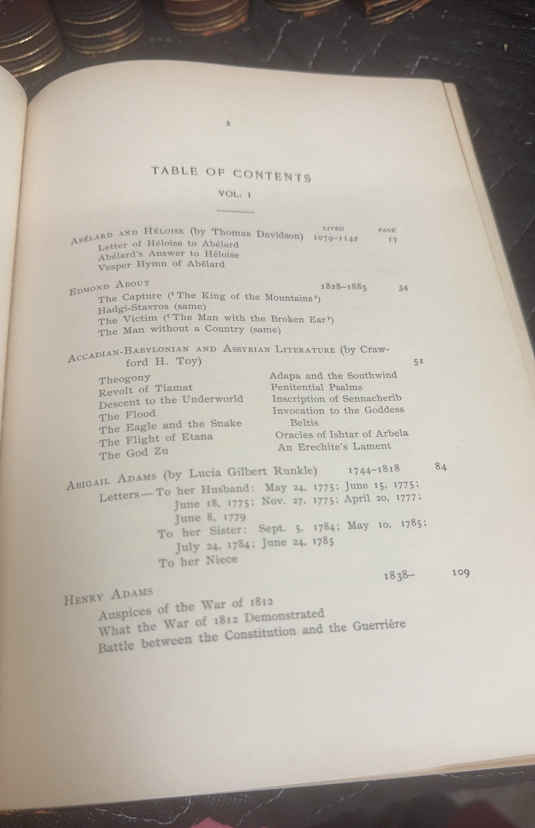 x
TABLE OF CONTENTS
VOL. I
LIVED PAGE
ABÉLARD AND HÉLOISE (by Thomas Davidson) 1079–1142 17
Letter of Héloise to Abélard
Abélard's Answer to Héloise
Vesper Hymn of Abélard
EDMOND ABOUT 1828–1885 34
The Capture ('The King of the Mountains')
Hadgi-Stavros (same)
The Victim ('The Man with the Broken Ear')
The Man without a Country (same)
ACCADIAN-BABYLONIAN AND ASSYRIAN LITERATURE (by Craw-
ford H. Toy) 51
Theogony Adapa and the Southwind
Revolt of Tiamat Penitential Psalms
Descent to the Underworld Inscription of Sennacherib
The Flood Invocation to the Goddess
The Eagle and the Snake Beltis
The Flight of Etana Oracles of Ishtar of Arbela
The God Zu An Erechite's Lament
ABIGAIL ADAMS (by Lucia Gilbert Runkle) 1744–1818 84
Letters—To her Husband: May 24, 1775; June 15, 1775;
June 18, 1775; Nov. 27, 1775; April 20, 1777;
June 8, 1779
To her Sister: Sept. 5, 1784; May 10, 1785;
July 24, 1784; June 24, 1785
To her Niece
HENRY ADAMS 1838– 109
Auspices of the War of 1812
What the War of 1812 Demonstrated
Battle between the Constitution and the Guerrière